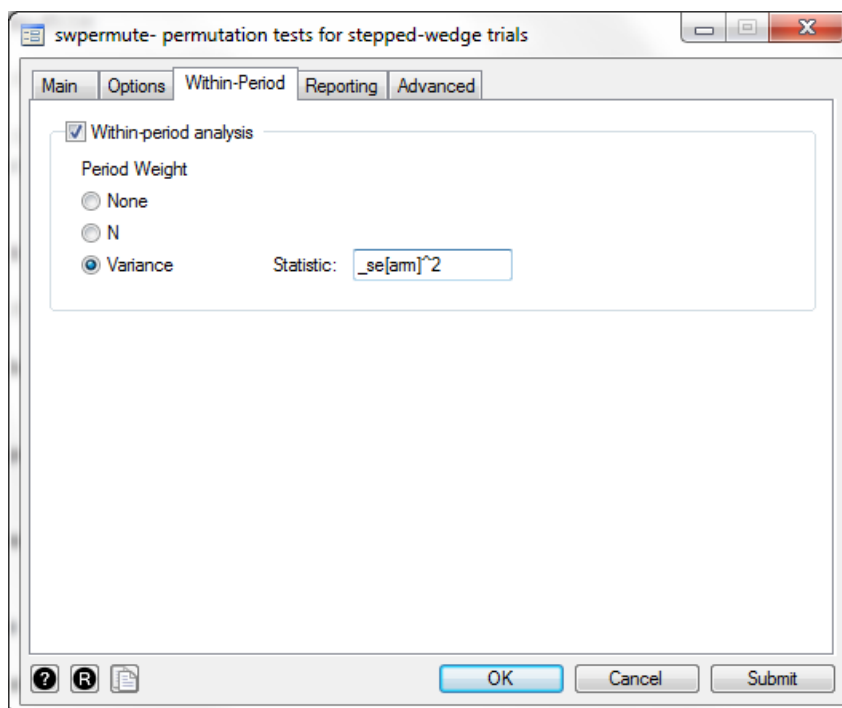 swpermute- permutation tests for stepped-wedge trials
Main Options Within-Period Reporting Advanced
Within-period analysis
Period Weight
None
N
Variance Statistic: _se[arm]^2
? R OK Cancel Submit